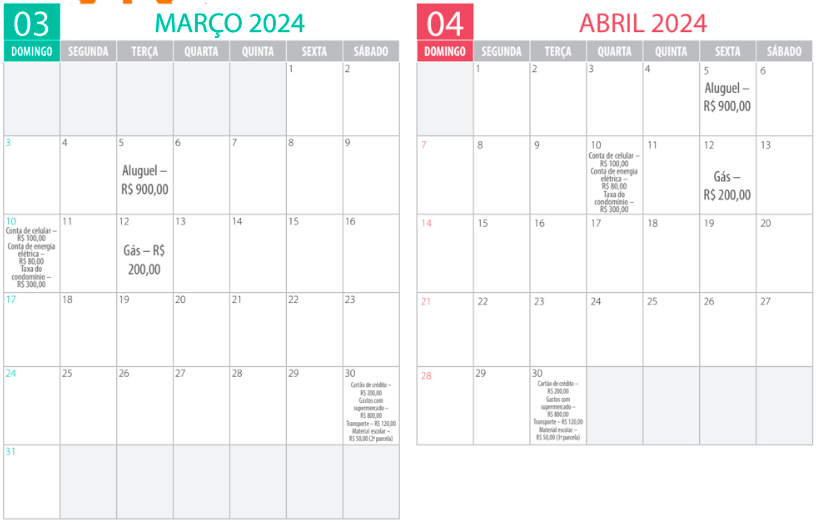 03 MARÇO 2024
DOMINGO SEGUNDA TERÇA QUARTA QUINTA SEXTA SÁBADO
1 2
3 4 5 6 7 8 9
Aluguel –
R$ 900,00
10 11 12 13 14 15 16
Conta de celular –
R$ 100,00
Conta de energia
elétrica –
R$ 80,00
Taxa do
condomínio –
R$ 300,00
Gás – R$
200,00
17 18 19 20 21 22 23
24 25 26 27 28 29 30
Cartão de crédito –
R$ 200,00
Gastos com
supermercado –
R$ 800,00
Transporte – R$ 120,00
Material escolar –
R$ 50,00 (2ª parcela)
31
04 ABRIL 2024
DOMINGO SEGUNDA TERÇA QUARTA QUINTA SEXTA SÁBADO
1 2 3 4 5 6
Aluguel –
R$ 900,00
7 8 9 10 11 12 13
Conta de celular –
R$ 100,00
Conta de energia
elétrica –
R$ 80,00
Taxa do
condomínio –
R$ 300,00
Gás –
R$ 200,00
14 15 16 17 18 19 20
21 22 23 24 25 26 27
28 29 30
Cartão de crédito –
R$ 200,00
Gastos com
supermercado –
R$ 800,00
Transporte – R$ 120,00
Material escolar –
R$ 50,00 (3ª parcela)